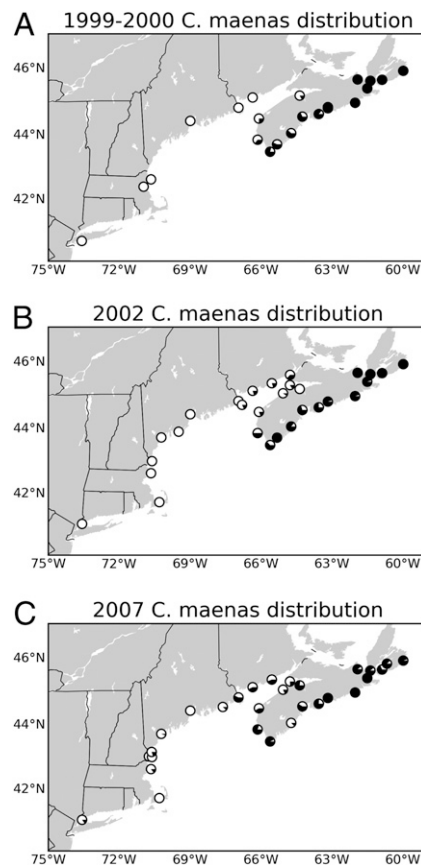 A
1999-2000 C. maenas distribution
46°N
44°N
42°N
75°W 72°W 69°W 66°W 63°W 60°W
B
2002 C. maenas distribution
46°N
44°N
42°N
75°W 72°W 69°W 66°W 63°W 60°W
C
2007 C. maenas distribution
46°N
44°N
42°N
75°W 72°W 69°W 66°W 63°W 60°W